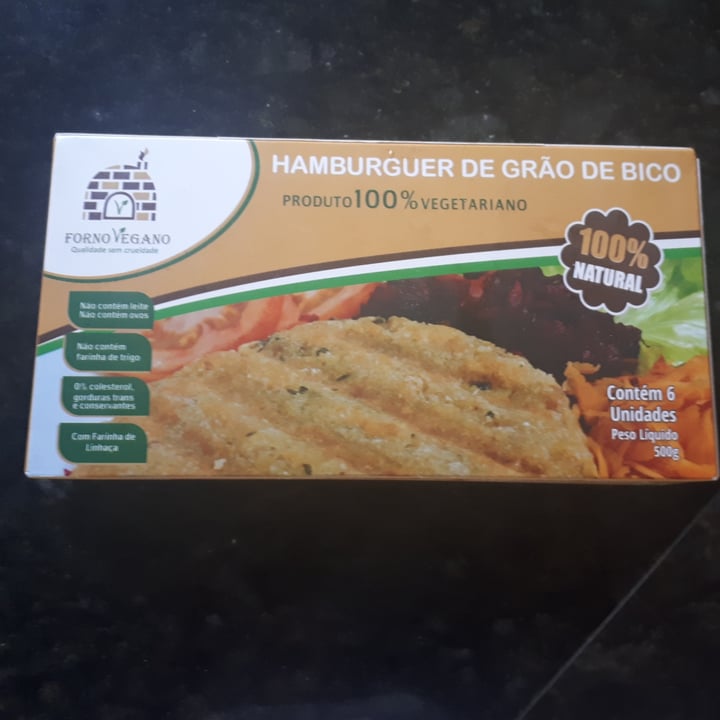 HAMBURGUER DE GRÃO DE BICO
PRODUTO 100% VEGETARIANO
FORNO VEGANO
Qualidade sem crueldade
100%
NATURAL
Não contém leite
Não contém ovos
Não contém
farinha de trigo
0% colesterol,
gorduras trans
e conservantes
Com Farinha de
Linhaça
Contém 6
Unidades
Peso Líquido
500g